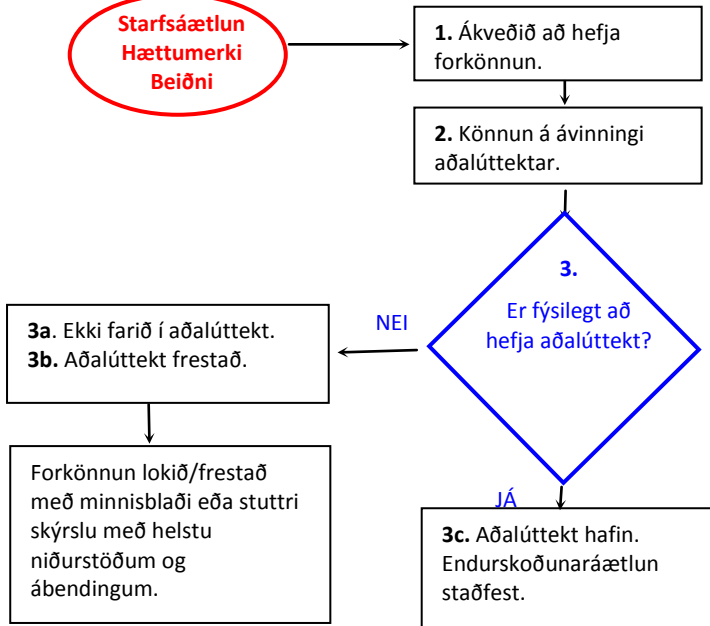 Starfsáætlun
Hættumerki
Beiðni
1. Ákveðið að hefja
forkönnun.
2. Könnun á ávinningi
aðalúttektar.
3.
Er fýsilegt að
hefja aðalúttekt?
NEI
3a. Ekki farið í aðalúttekt.
3b. Aðalúttekt frestað.
Forkönnun lokið/frestað
með minnisblaði eða stuttri
skýrslu með helstu
niðurstöðum og
ábendingum.
JÁ
3c. Aðalúttekt hafin.
Endurskoðunaráætlun
staðfest.